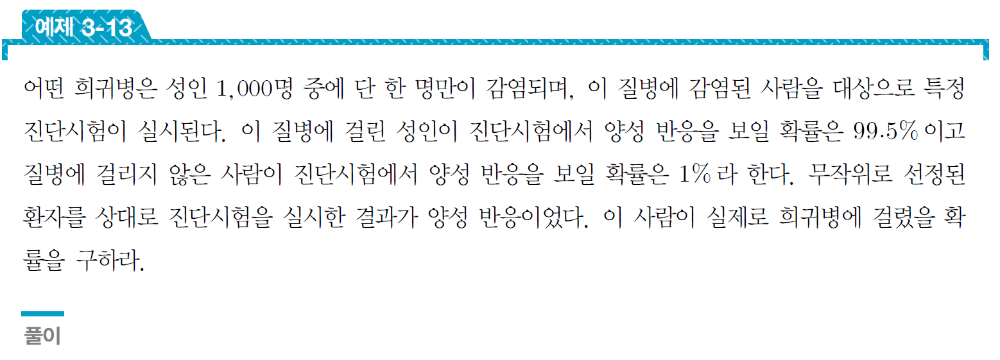 예제 3-13
어떤 희귀병은 성인 1,000명 중에 단 한 명만이 감염되며, 이 질병에 감염된 사람을 대상으로 특정
진단시험이 실시된다. 이 질병에 걸린 성인이 진단시험에서 양성 반응을 보일 확률은 99.5%이고
질병에 걸리지 않은 사람이 진단시험에서 양성 반응을 보일 확률은 1%라 한다. 무작위로 선정된
환자를 상대로 진단시험을 실시한 결과가 양성 반응이었다. 이 사람이 실제로 희귀병에 걸렸을 확
률을 구하라.
풀이